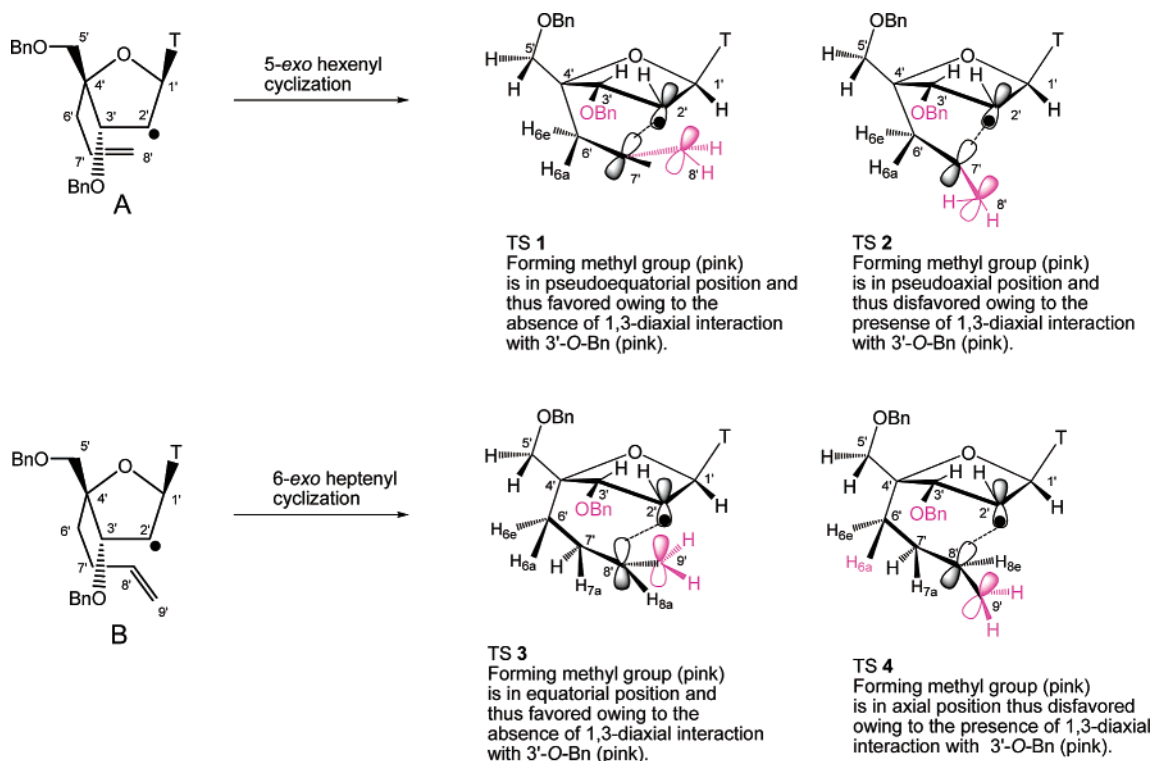 5'
BnO
O
T
4'
1'
3'
2'
7'
8'
BnO
A
5-exo hexenyl
cyclization
OBn
5'
H
H
4'
O
T
H
H
3'
2'
1'
H
OBn
H6e
6'
H6a
7'
H
H
8'
TS 1
Forming methyl group (pink)
is in pseudoequatorial position and
thus favored owing to the
absence of 1,3-diaxial interaction
with 3'-O-Bn (pink).
OBn
5'
H
H
4'
O
T
H
H
3'
2'
1'
H
OBn
H6e
6'
H6a
7'
H
H
8'
TS 2
Forming methyl group (pink)
is in pseudoaxial position and
thus disfavored owing to the
presense of 1,3-diaxial interaction
with 3'-O-Bn (pink).
5'
BnO
O
T
4'
1'
6'
3'
2'
7'
8'
BnO
9'
B
6-exo heptenyl
cyclization
OBn
5'
H
H
4'
O
T
H
H
3'
2'
1'
H
OBn
H6e
6'
H6a
7'
H
H7a
8'
H8a
9'
H
H
TS 3
Forming methyl group (pink)
is in equatorial position and
thus favored owing to the
absence of 1,3-diaxial interaction
with 3'-O-Bn (pink).
OBn
5'
H
H
4'
O
T
H
H
3'
2'
1'
H
OBn
H6e
6'
H6a
7'
H
H7a
8'
H8e
9'
H
H
TS 4
Forming methyl group (pink)
is in axial position thus disfavored
owing to the presence of 1,3-diaxial
interaction with 3'-O-Bn (pink).